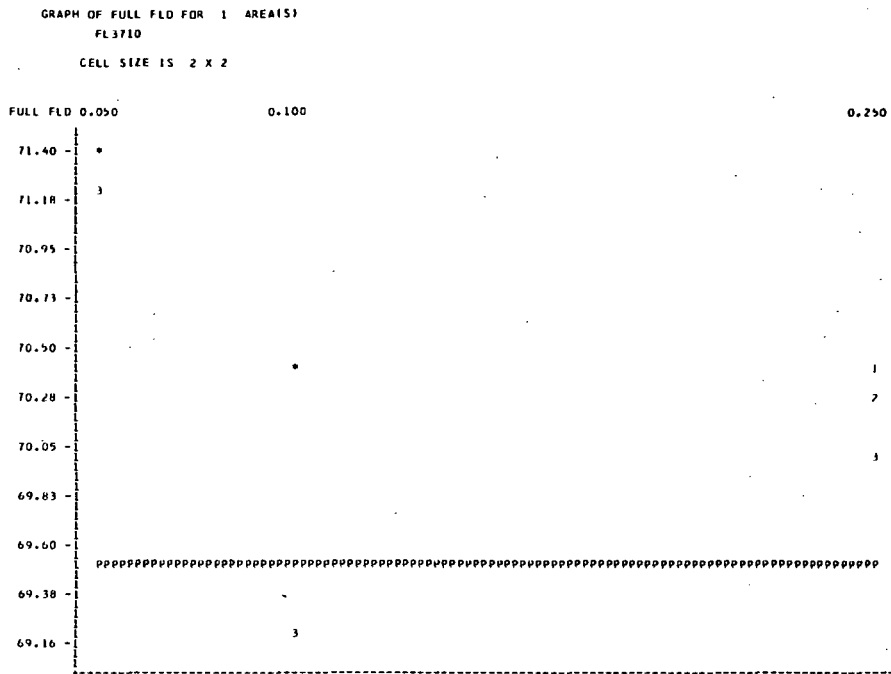 GRAPH OF FULL FLD FOR 1 AREA(S)
FL3710
CELL SIZE IS 2 X 2
FULL FLD 0.050 0.100 0.250
71.40 - *
3
71.18 -
70.95 -
70.73 -
70.50 -
* 1
70.28 - 2
70.05 -
3
69.83 -
69.60 -
PPPPPPPPPPPPPPPPPPPPPPPPPPPPPPPPPPPPPPPPPPPPPPPPPPPPPPPPPPPPPPPPPPPPPPPPPPPPPPPPPPPPPPPPPPPPPPPPPPPP
69.38 -
3
69.16 -